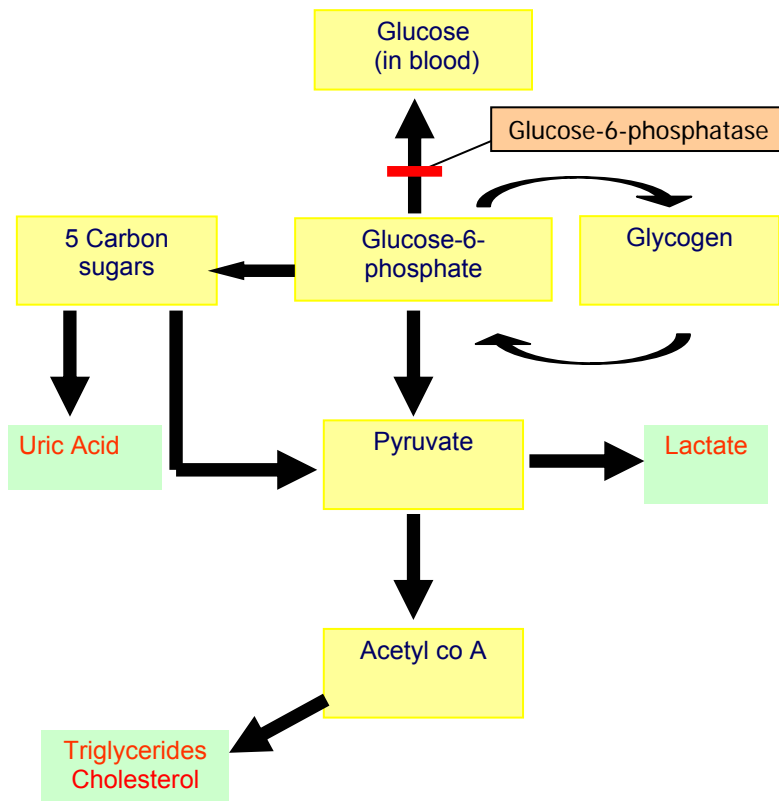 Glucose
(in blood)
Glucose-6-phosphatase
5 Carbon
sugars
Glucose-6-
phosphate
Glycogen
Uric Acid
Pyruvate
Lactate
Acetyl co A
Triglycerides
Cholesterol